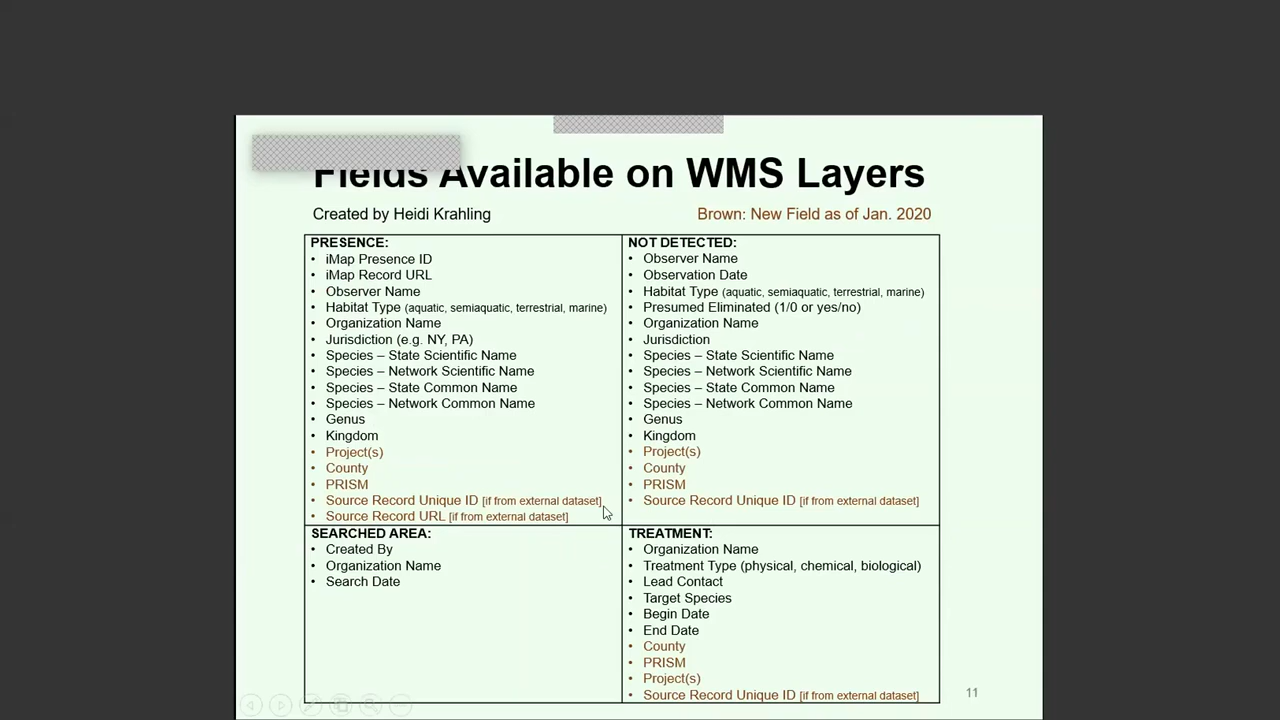 Fields Available on WMS Layers
Created by Heidi Krahling
Brown: New Field as of Jan. 2020
PRESENCE:
• iMap Presence ID
• iMap Record URL
• Observer Name
• Habitat Type (aquatic, semiaquatic, terrestrial, marine)
• Organization Name
• Jurisdiction (e.g. NY, PA)
• Species – State Scientific Name
• Species – Network Scientific Name
• Species – State Common Name
• Species – Network Common Name
• Genus
• Kingdom
• Project(s)
• County
• PRISM
• Source Record Unique ID [if from external dataset]
• Source Record URL [if from external dataset]
NOT DETECTED:
• Observer Name
• Observation Date
• Habitat Type (aquatic, semiaquatic, terrestrial, marine)
• Presumed Eliminated (1/0 or yes/no)
• Organization Name
• Jurisdiction
• Species – State Scientific Name
• Species – Network Scientific Name
• Species – State Common Name
• Species – Network Common Name
• Genus
• Kingdom
• Project(s)
• County
• PRISM
• Source Record Unique ID [if from external dataset]
SEARCHED AREA:
• Created By
• Organization Name
• Search Date
TREATMENT:
• Organization Name
• Treatment Type (physical, chemical, biological)
• Lead Contact
• Target Species
• Begin Date
• End Date
• County
• PRISM
• Project(s)
• Source Record Unique ID [if from external dataset]
11